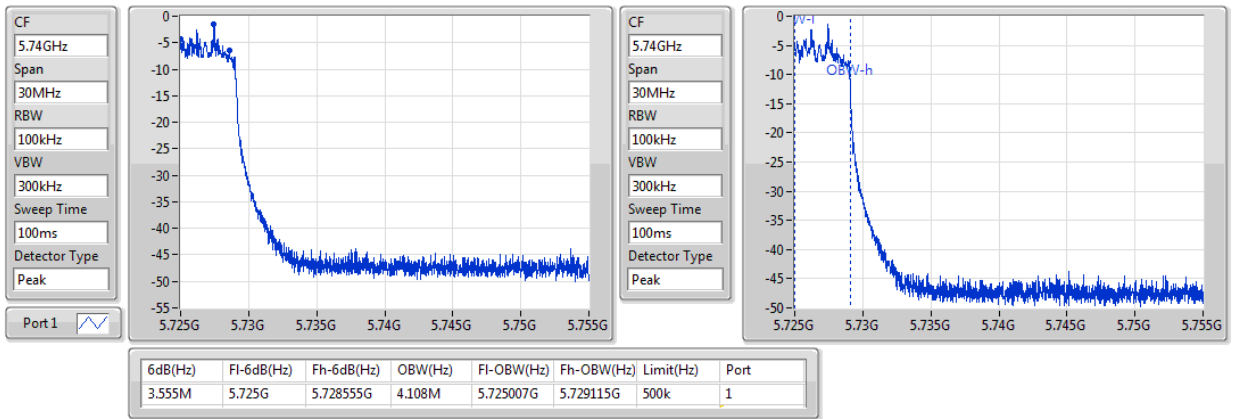 CF
5.74GHz
Span
30MHz
RBW
100kHz
VBW
300kHz
Sweep Time
100ms
Detector Type
Peak
Port 1
0-
-5-
-10-
-15-
-20-
-25-
-30-
-35-
-40-
-45-
-50-
-55-
5.725G 5.73G 5.735G 5.74G 5.745G 5.75G 5.755G
CF
5.74GHz
Span
30MHz
RBW
100kHz
VBW
300kHz
Sweep Time
100ms
Detector Type
Peak
0-
-5-
-10-
-15-
-20-
-25-
-30-
-35-
-40-
-45-
-50-
OBW-h
5.725G 5.73G 5.735G 5.74G 5.745G 5.75G 5.755G
6dB(Hz) Fl-6dB(Hz) Fh-6dB(Hz) OBW(Hz) Fl-OBW(Hz) Fh-OBW(Hz) Limit(Hz) Port
3.555M 5.725G 5.728555G 4.108M 5.725007G 5.729115G 500k 1